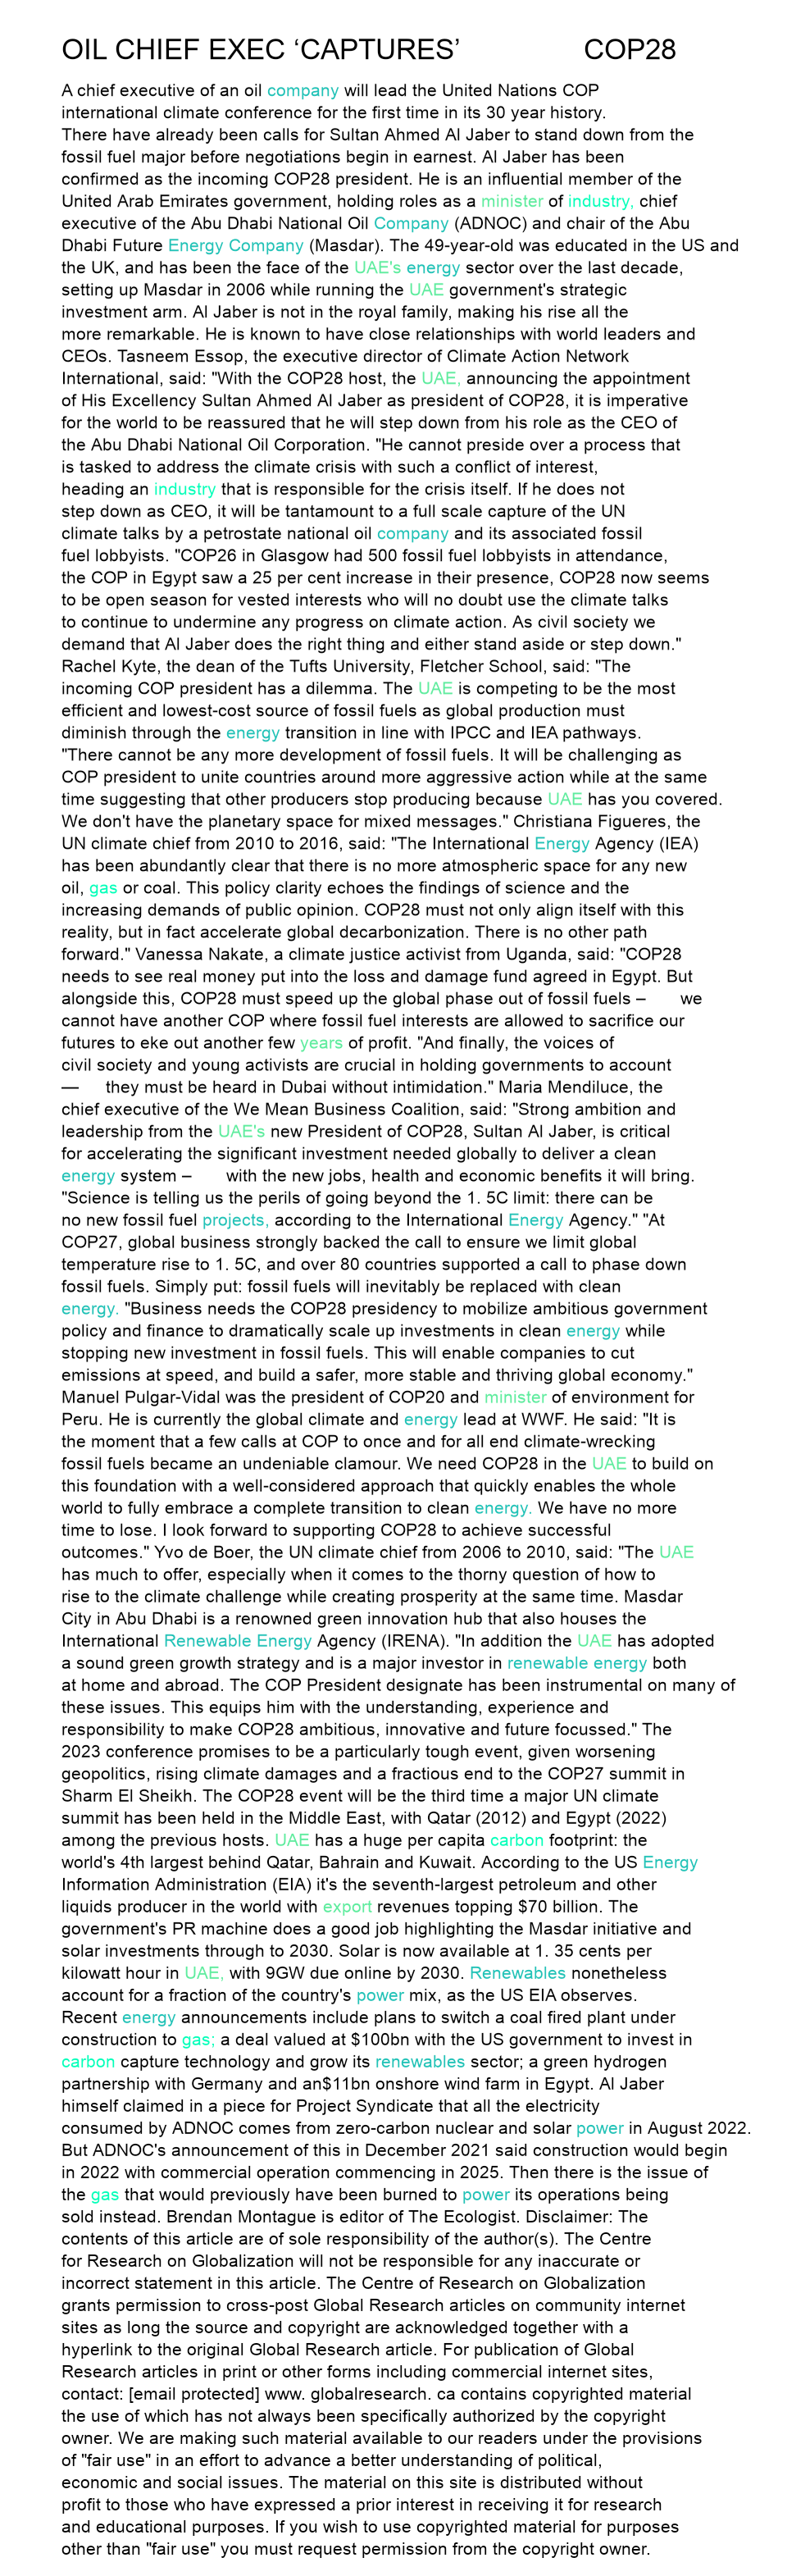 OIL CHIEF EXEC ‘CAPTURES’ COP28
A chief executive of an oil company will lead the United Nations COP
international climate conference for the first time in its 30 year history.
There have already been calls for Sultan Ahmed Al Jaber to stand down from the
fossil fuel major before negotiations begin in earnest. Al Jaber has been
confirmed as the incoming COP28 president. He is an influential member of the
United Arab Emirates government, holding roles as a minister of industry, chief
executive of the Abu Dhabi National Oil Company (ADNOC) and chair of the Abu
Dhabi Future Energy Company (Masdar). The 49-year-old was educated in the US and
the UK, and has been the face of the UAE's energy sector over the last decade,
setting up Masdar in 2006 while running the UAE government's strategic
investment arm. Al Jaber is not in the royal family, making his rise all the
more remarkable. He is known to have close relationships with world leaders and
CEOs. Tasneem Essop, the executive director of Climate Action Network
International, said: "With the COP28 host, the UAE, announcing the appointment
of His Excellency Sultan Ahmed Al Jaber as president of COP28, it is imperative
for the world to be reassured that he will step down from his role as the CEO of
the Abu Dhabi National Oil Corporation. "He cannot preside over a process that
is tasked to address the climate crisis with such a conflict of interest,
heading an industry that is responsible for the crisis itself. If he does not
step down as CEO, it will be tantamount to a full scale capture of the UN
climate talks by a petrostate national oil company and its associated fossil
fuel lobbyists. "COP26 in Glasgow had 500 fossil fuel lobbyists in attendance,
the COP in Egypt saw a 25 per cent increase in their presence, COP28 now seems
to be open season for vested interests who will no doubt use the climate talks
to continue to undermine any progress on climate action. As civil society we
demand that Al Jaber does the right thing and either stand aside or step down."
Rachel Kyte, the dean of the Tufts University, Fletcher School, said: "The
incoming COP president has a dilemma. The UAE is competing to be the most
efficient and lowest-cost source of fossil fuels as global production must
diminish through the energy transition in line with IPCC and IEA pathways.
"There cannot be any more development of fossil fuels. It will be challenging as
COP president to unite countries around more aggressive action while at the same
time suggesting that other producers stop producing because UAE has you covered.
We don't have the planetary space for mixed messages." Christiana Figueres, the
UN climate chief from 2010 to 2016, said: "The International Energy Agency (IEA)
has been abundantly clear that there is no more atmospheric space for any new
oil, gas or coal. This policy clarity echoes the findings of science and the
increasing demands of public opinion. COP28 must not only align itself with this
reality, but in fact accelerate global decarbonization. There is no other path
forward." Vanessa Nakate, a climate justice activist from Uganda, said: "COP28
needs to see real money put into the loss and damage fund agreed in Egypt. But
alongside this, COP28 must speed up the global phase out of fossil fuels – we
cannot have another COP where fossil fuel interests are allowed to sacrifice our
futures to eke out another few years of profit. "And finally, the voices of
civil society and young activists are crucial in holding governments to account
— they must be heard in Dubai without intimidation." Maria Mendiluce, the
chief executive of the We Mean Business Coalition, said: "Strong ambition and
leadership from the UAE's new President of COP28, Sultan Al Jaber, is critical
for accelerating the significant investment needed globally to deliver a clean
energy system – with the new jobs, health and economic benefits it will bring.
"Science is telling us the perils of going beyond the 1. 5C limit: there can be
no new fossil fuel projects, according to the International Energy Agency." "At
COP27, global business strongly backed the call to ensure we limit global
temperature rise to 1. 5C, and over 80 countries supported a call to phase down
fossil fuels. Simply put: fossil fuels will inevitably be replaced with clean
energy. "Business needs the COP28 presidency to mobilize ambitious government
policy and finance to dramatically scale up investments in clean energy while
stopping new investment in fossil fuels. This will enable companies to cut
emissions at speed, and build a safer, more stable and thriving global economy."
Manuel Pulgar-Vidal was the president of COP20 and minister of environment for
Peru. He is currently the global climate and energy lead at WWF. He said: "It is
the moment that a few calls at COP to once and for all end climate-wrecking
fossil fuels became an undeniable clamour. We need COP28 in the UAE to build on
this foundation with a well-considered approach that quickly enables the whole
world to fully embrace a complete transition to clean energy. We have no more
time to lose. I look forward to supporting COP28 to achieve successful
outcomes." Yvo de Boer, the UN climate chief from 2006 to 2010, said: "The UAE
has much to offer, especially when it comes to the thorny question of how to
rise to the climate challenge while creating prosperity at the same time. Masdar
City in Abu Dhabi is a renowned green innovation hub that also houses the
International Renewable Energy Agency (IRENA). "In addition the UAE has adopted
a sound green growth strategy and is a major investor in renewable energy both
at home and abroad. The COP President designate has been instrumental on many of
these issues. This equips him with the understanding, experience and
responsibility to make COP28 ambitious, innovative and future focussed." The
2023 conference promises to be a particularly tough event, given worsening
geopolitics, rising climate damages and a fractious end to the COP27 summit in
Sharm El Sheikh. The COP28 event will be the third time a major UN climate
summit has been held in the Middle East, with Qatar (2012) and Egypt (2022)
among the previous hosts. UAE has a huge per capita carbon footprint: the
world's 4th largest behind Qatar, Bahrain and Kuwait. According to the US Energy
Information Administration (EIA) it's the seventh-largest petroleum and other
liquids producer in the world with export revenues topping $70 billion. The
government's PR machine does a good job highlighting the Masdar initiative and
solar investments through to 2030. Solar is now available at 1. 35 cents per
kilowatt hour in UAE, with 9GW due online by 2030. Renewables nonetheless
account for a fraction of the country's power mix, as the US EIA observes.
Recent energy announcements include plans to switch a coal fired plant under
construction to gas; a deal valued at $100bn with the US government to invest in
carbon capture technology and grow its renewables sector; a green hydrogen
partnership with Germany and an$11bn onshore wind farm in Egypt. Al Jaber
himself claimed in a piece for Project Syndicate that all the electricity
consumed by ADNOC comes from zero-carbon nuclear and solar power in August 2022.
But ADNOC's announcement of this in December 2021 said construction would begin
in 2022 with commercial operation commencing in 2025. Then there is the issue of
the gas that would previously have been burned to power its operations being
sold instead. Brendan Montague is editor of The Ecologist. Disclaimer: The
contents of this article are of sole responsibility of the author(s). The Centre
for Research on Globalization will not be responsible for any inaccurate or
incorrect statement in this article. The Centre of Research on Globalization
grants permission to cross-post Global Research articles on community internet
sites as long the source and copyright are acknowledged together with a
hyperlink to the original Global Research article. For publication of Global
Research articles in print or other forms including commercial internet sites,
contact: [email protected] www. globalresearch. ca contains copyrighted material
the use of which has not always been specifically authorized by the copyright
owner. We are making such material available to our readers under the provisions
of "fair use" in an effort to advance a better understanding of political,
economic and social issues. The material on this site is distributed without
profit to those who have expressed a prior interest in receiving it for research
and educational purposes. If you wish to use copyrighted material for purposes
other than "fair use" you must request permission from the copyright owner.